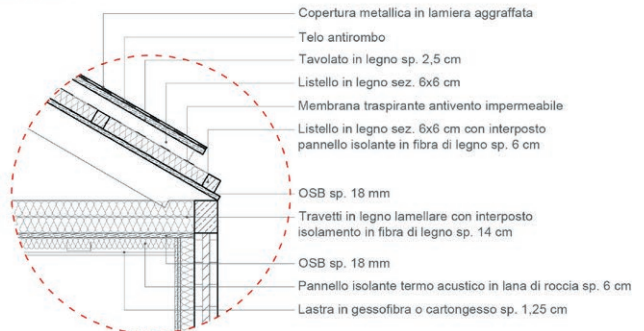 Copertura metallica in lamiera aggraffata
Telo antirombo
Tavolato in legno sp. 2,5 cm
Listello in legno sez. 6x6 cm
Membrana traspirante antivento impermeabile
Listello in legno sez. 6x6 cm con interposto
pannello isolante in fibra di legno sp. 6 cm
OSB sp. 18 mm
Travetti in legno lamellare con interposto
isolamento in fibra di legno sp. 14 cm
OSB sp. 18 mm
Pannello isolante termo acustico in lana di roccia sp. 6 cm
Lastra in gessofibra o cartongesso sp. 1,25 cm